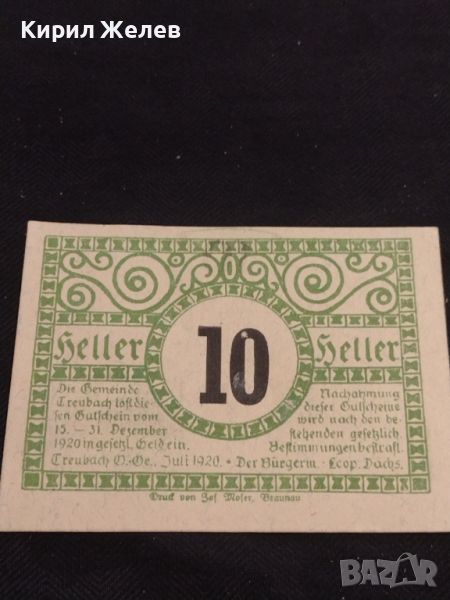 Кирил Желев
Heller 10 Heller
Die Gemeinde
Treubach löst die-
sen Gutschein vom
15. – 31. Dezember
1920 in gesetzl. Geld ein.
Nachahmung
dieser Gutscheine
wird nach den be-
stehenden gesetzlich.
Bestimmungen bestraft.
Treubach O.-Oe., Juli 1920. • Der Bürgerm.: Leop. Dachs.
Druck von Jos. Moser, Braunau
BAZAR